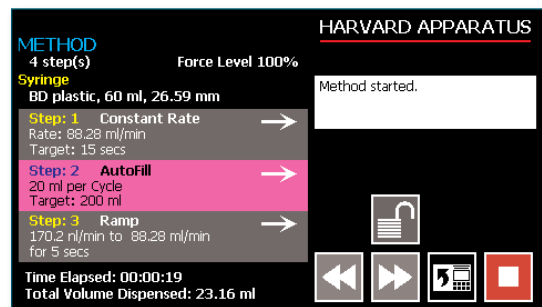 HARVARD APPARATUS
METHOD
4 step(s) Force Level 100%
Syringe
BD plastic, 60 ml, 26.59 mm
Step: 1 Constant Rate
Rate: 88.28 ml/min
Target: 15 secs
Step: 2 AutoFill
20 ml per Cycle
Target: 200 ml
Step: 3 Ramp
170.2 nl/min to 88.28 ml/min
for 5 secs
Time Elapsed: 00:00:19
Total Volume Dispensed: 23.16 ml
Method started.